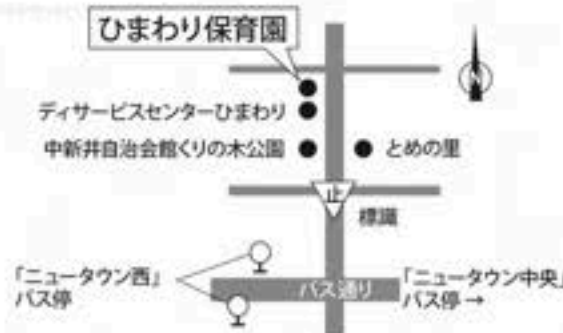 ひまわり保育園
N
ディサービスセンターひまわり
中新井自治会館くりの木公園
とめの里
止
標識
「ニュータウン西」
バス停
バス通り
「ニュータウン中央」
バス停 →